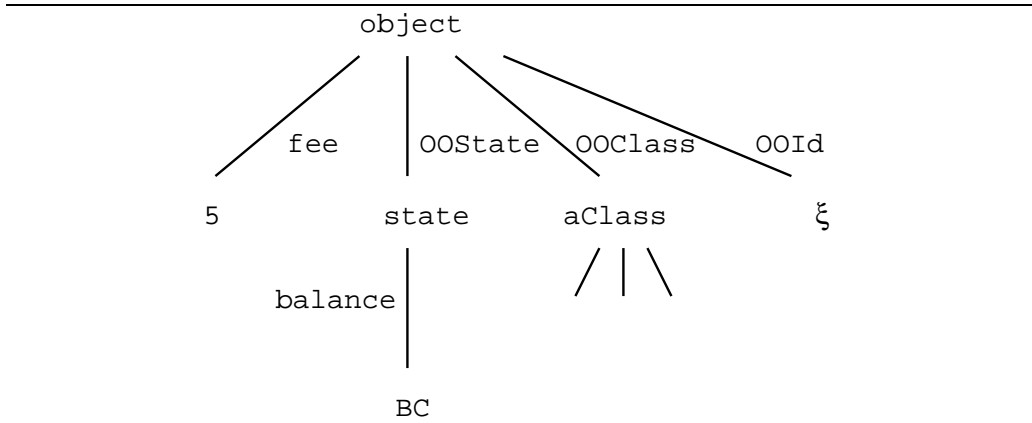 object
fee OOState OOClass OOId
5 state aClass ξ
balance
BC